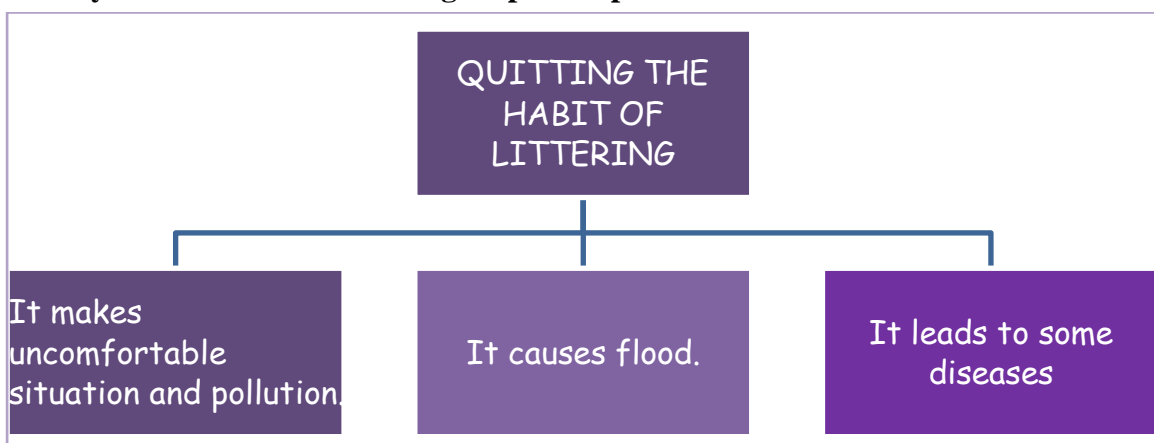 QUITTING THE
HABIT OF
LITTERING
It makes
uncomfortable
situation and pollution.
It causes flood.
It leads to some
diseases